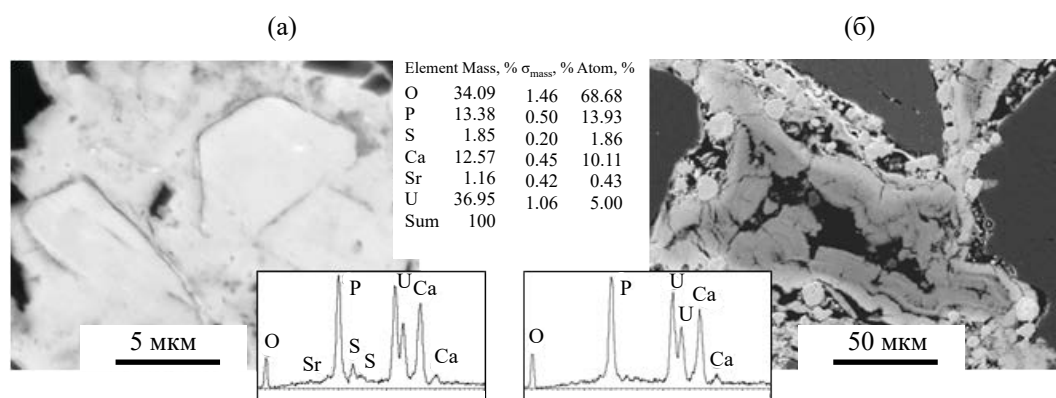 (а)
(б)
Element Mass, % σmass, % Atom, %
O 34.09 1.46 68.68
P 13.38 0.50 13.93
S 1.85 0.20 1.86
Ca 12.57 0.45 10.11
Sr 1.16 0.42 0.43
U 36.95 1.06 5.00
Sum 100
5 мкм
O
Sr
P
S
S
U
Ca
Ca
O
P
U
U
Ca
Ca
50 мкм